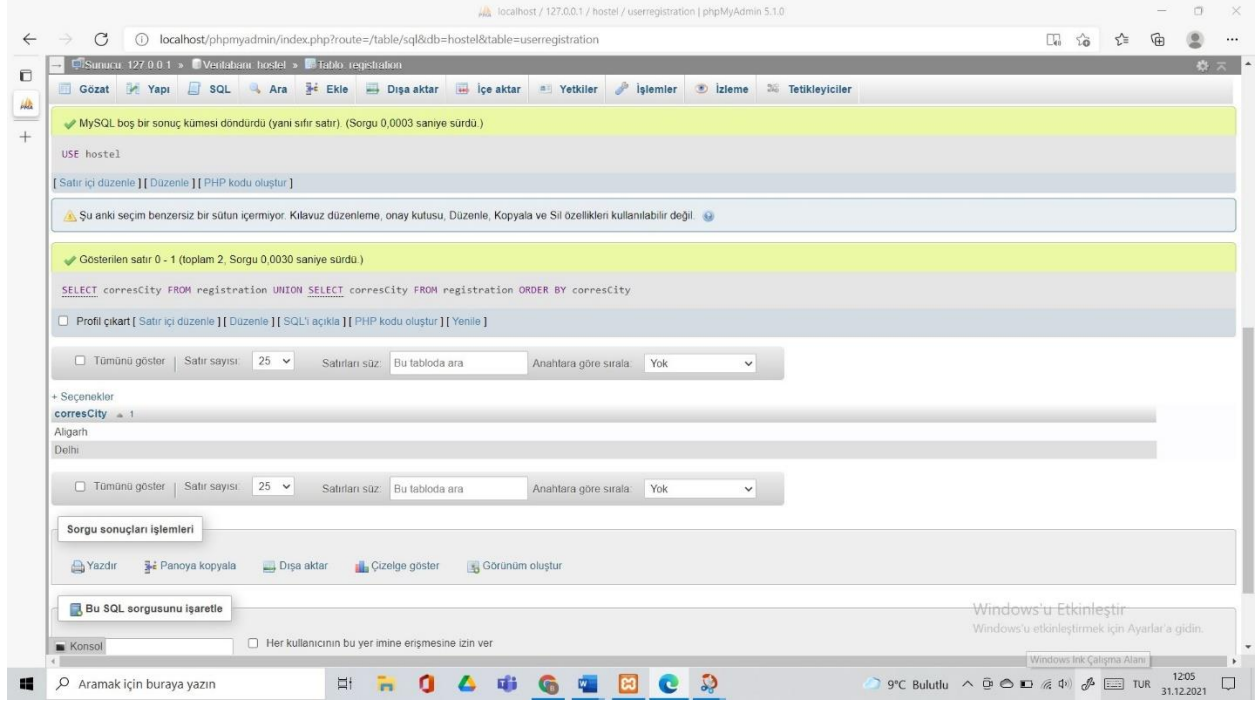 localhost / 127.0.0.1 / hostel / userregistration | phpMyAdmin 5.1.0
localhost/phpmyadmin/index.php?route=/table/sql&db=hostel&table=userregistration
Sunucu: 127.0.0.1 » Veritabanı: hostel » Tablo: registration
Gözat Yapı SQL Ara Ekle Dışa aktar İçe aktar Yetkiler İşlemler İzleme Tetikleyiciler
MySQL boş bir sonuç kümesi döndürdü (yani sıfır satır). (Sorgu 0,0003 saniye sürdü.)
USE hostel
[ Satır içi düzenle ] [ Düzenle ] [ PHP kodu oluştur ]
Şu anki seçim benzersiz bir sütun içermiyor. Kılavuz düzenleme, onay kutusu, Düzenle, Kopyala ve Sil özellikleri kullanılabilir değil.
Gösterilen satır 0 - 1 (toplam 2, Sorgu 0,0030 saniye sürdü.)
SELECT corresCity FROM registration UNION SELECT corresCity FROM registration ORDER BY corresCity
Profil çıkart [ Satır içi düzenle ] [ Düzenle ] [ SQL'i açıkla ] [ PHP kodu oluştur ] [ Yenile ]
Tümünü göster | Satır sayısı: 25 Satırları süz: Bu tabloda ara Anahtara göre sırala: Yok
+ Seçenekler
corresCity 1
Aligarh
Delhi
Tümünü göster | Satır sayısı: 25 Satırları süz: Bu tabloda ara Anahtara göre sırala: Yok
Sorgu sonuçları işlemleri
Yazdır Panoya kopyala Dışa aktar Çizelge göster Görünüm oluştur
Bu SQL sorgusunu işaretle
Windows'u Etkinleştir
Windows'u etkinleştirmek için Ayarlar'a gidin.
Konsol Her kullanıcının bu yer imine erişmesine izin ver
Windows Ink Çalışma Alanı
Aramak için buraya yazın
9°C Bulutlu TUR 12:05
31.12.2021